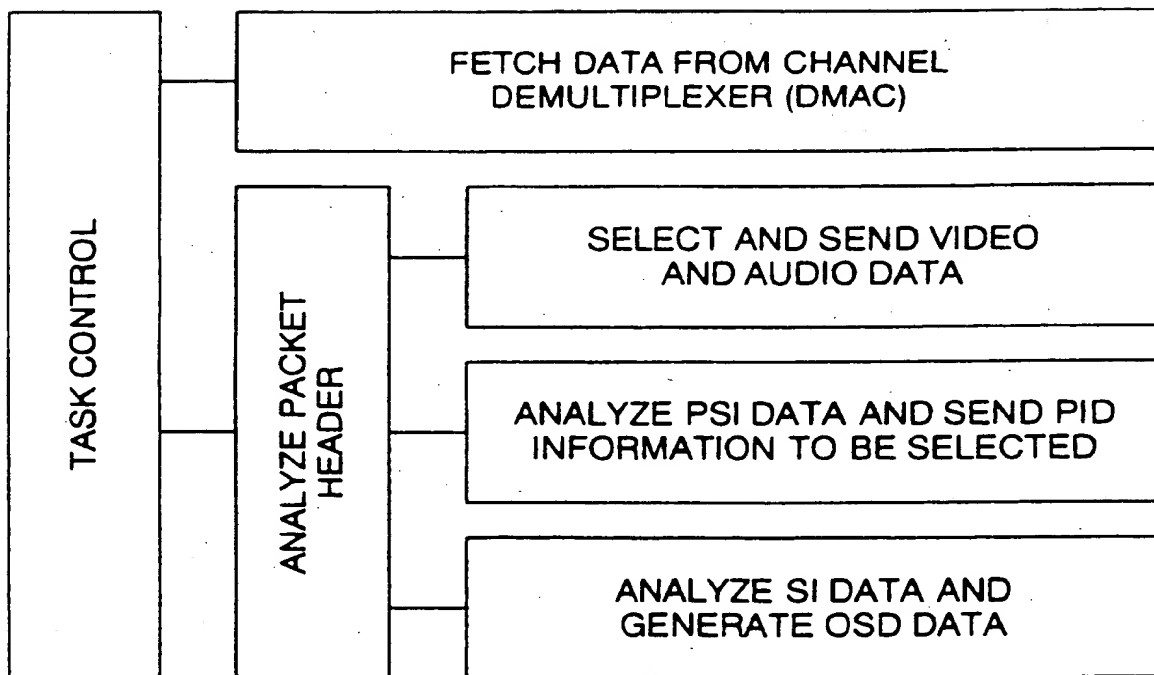 TASK CONTROL
FETCH DATA FROM CHANNEL
DEMULTIPLEXER (DMAC)
ANALYZE PACKET
HEADER
SELECT AND SEND VIDEO
AND AUDIO DATA
ANALYZE PSI DATA AND SEND PID
INFORMATION TO BE SELECTED
ANALYZE SI DATA AND
GENERATE OSD DATA